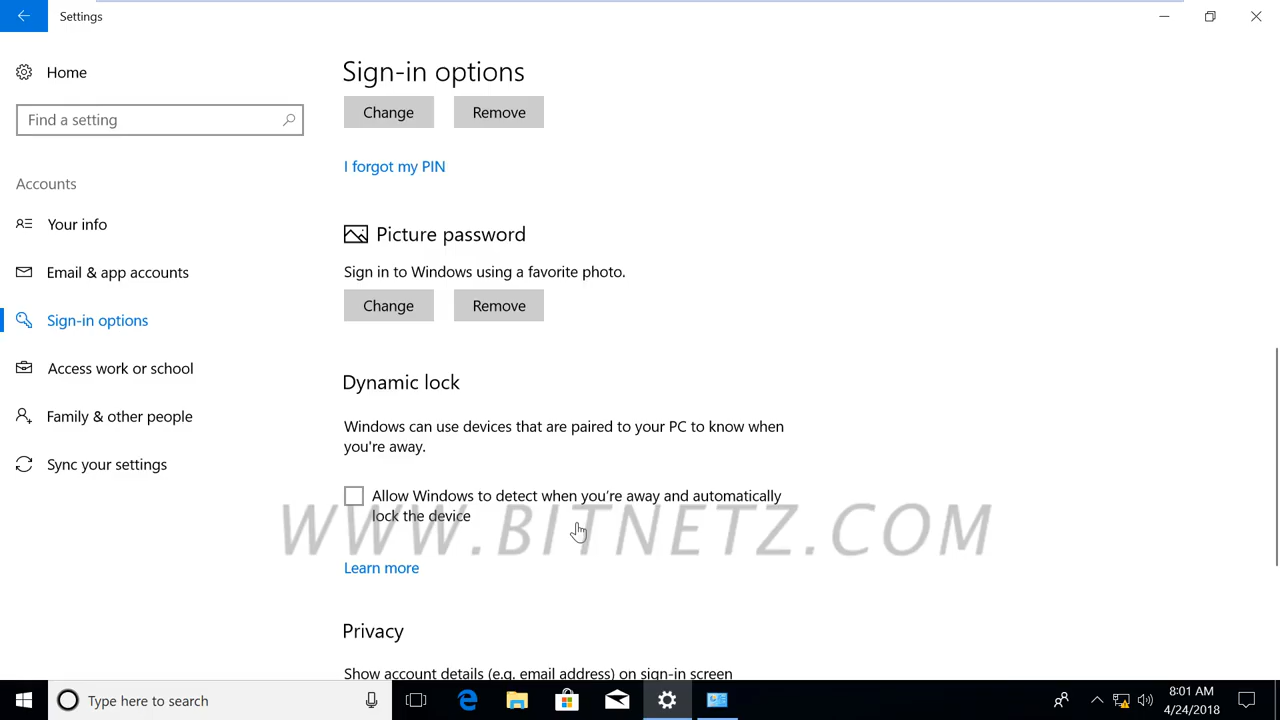 Settings
Home
Find a setting
Accounts
Your info
Email & app accounts
Sign-in options
Access work or school
Family & other people
Sync your settings
Sign-in options
Change Remove
I forgot my PIN
Picture password
Sign in to Windows using a favorite photo.
Change Remove
Dynamic lock
Windows can use devices that are paired to your PC to know when
you're away.
Allow Windows to detect when you're away and automatically
lock the device
WWW.BITNETZ.COM
Learn more
Privacy
Show account details (e.g. email address) on sign-in screen
Type here to search
8:01 AM
4/24/2018